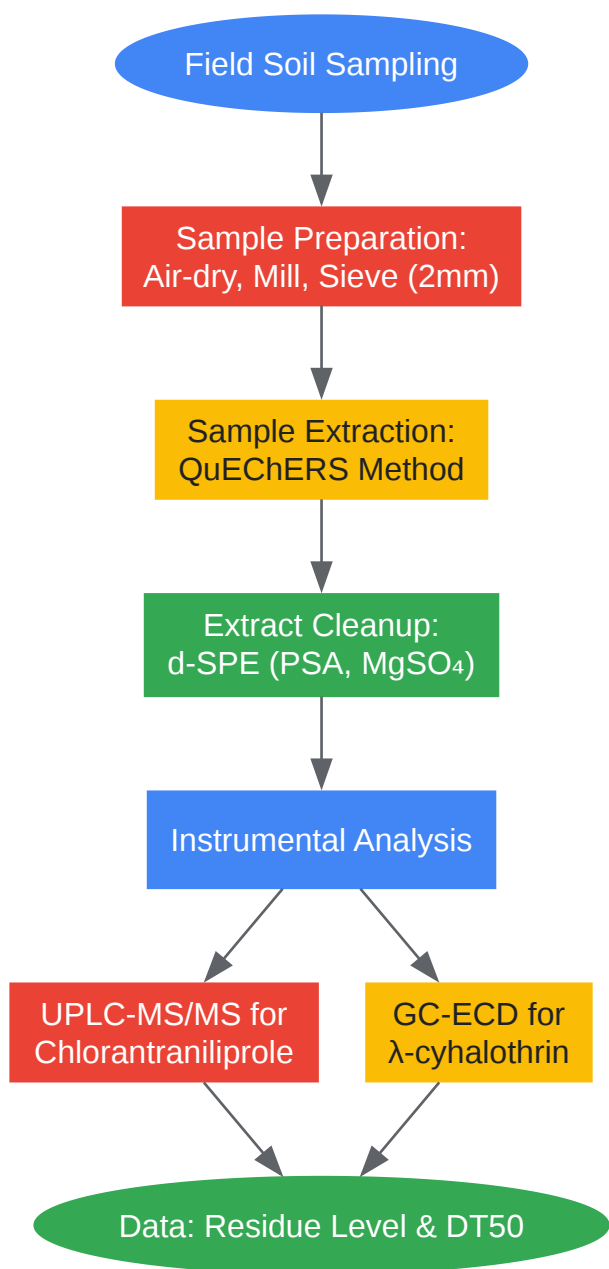 Field Soil Sampling
Sample Preparation:
Air-dry, Mill, Sieve (2mm)
Sample Extraction:
QuEChERS Method
Extract Cleanup:
d-SPE (PSA, MgSO₄)
Instrumental Analysis
UPLC-MS/MS for
Chlorantraniliprole
GC-ECD for
λ-cyhalothrin
Data: Residue Level & DT50